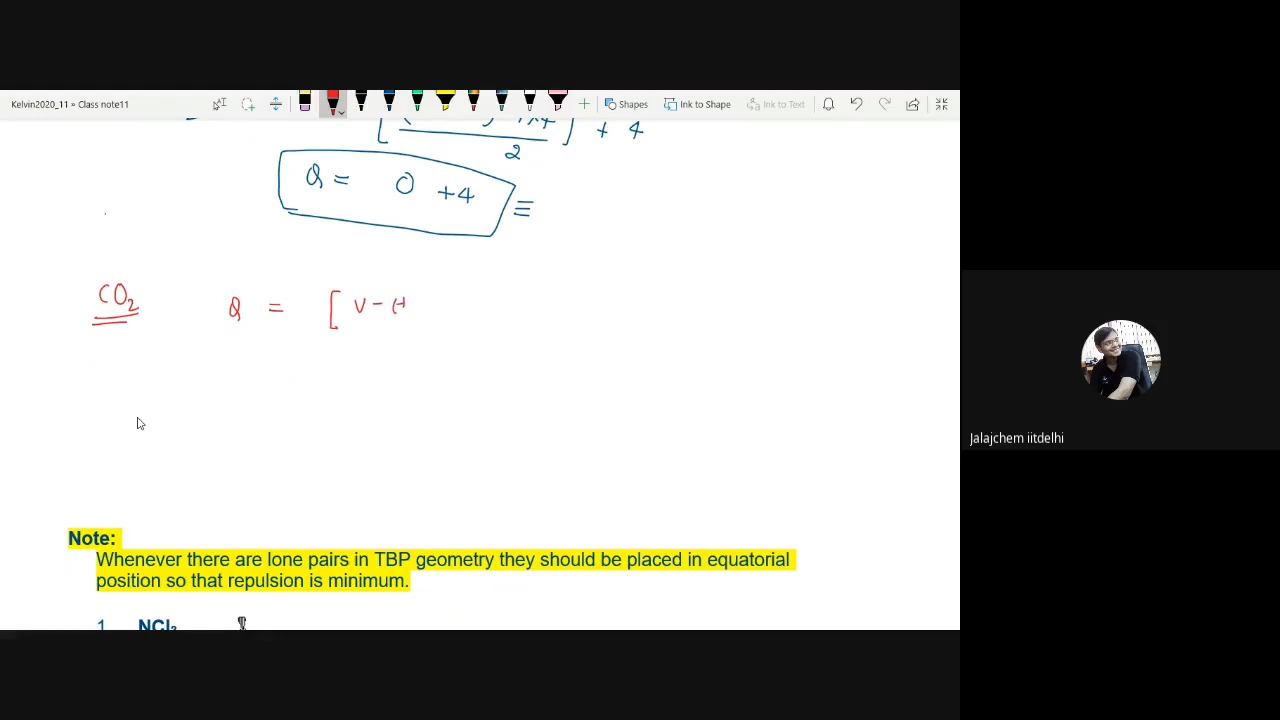 Kelvin2020_11 » Class note11 Shapes Ink to Shape Ink to Text
2
+ 4
Q = 0 +4
CO2 Q = [ V - (
Jalajchem iitdelhi
Note:
Whenever there are lone pairs in TBP geometry they should be placed in equatorial
position so that repulsion is minimum.
1 NCl3